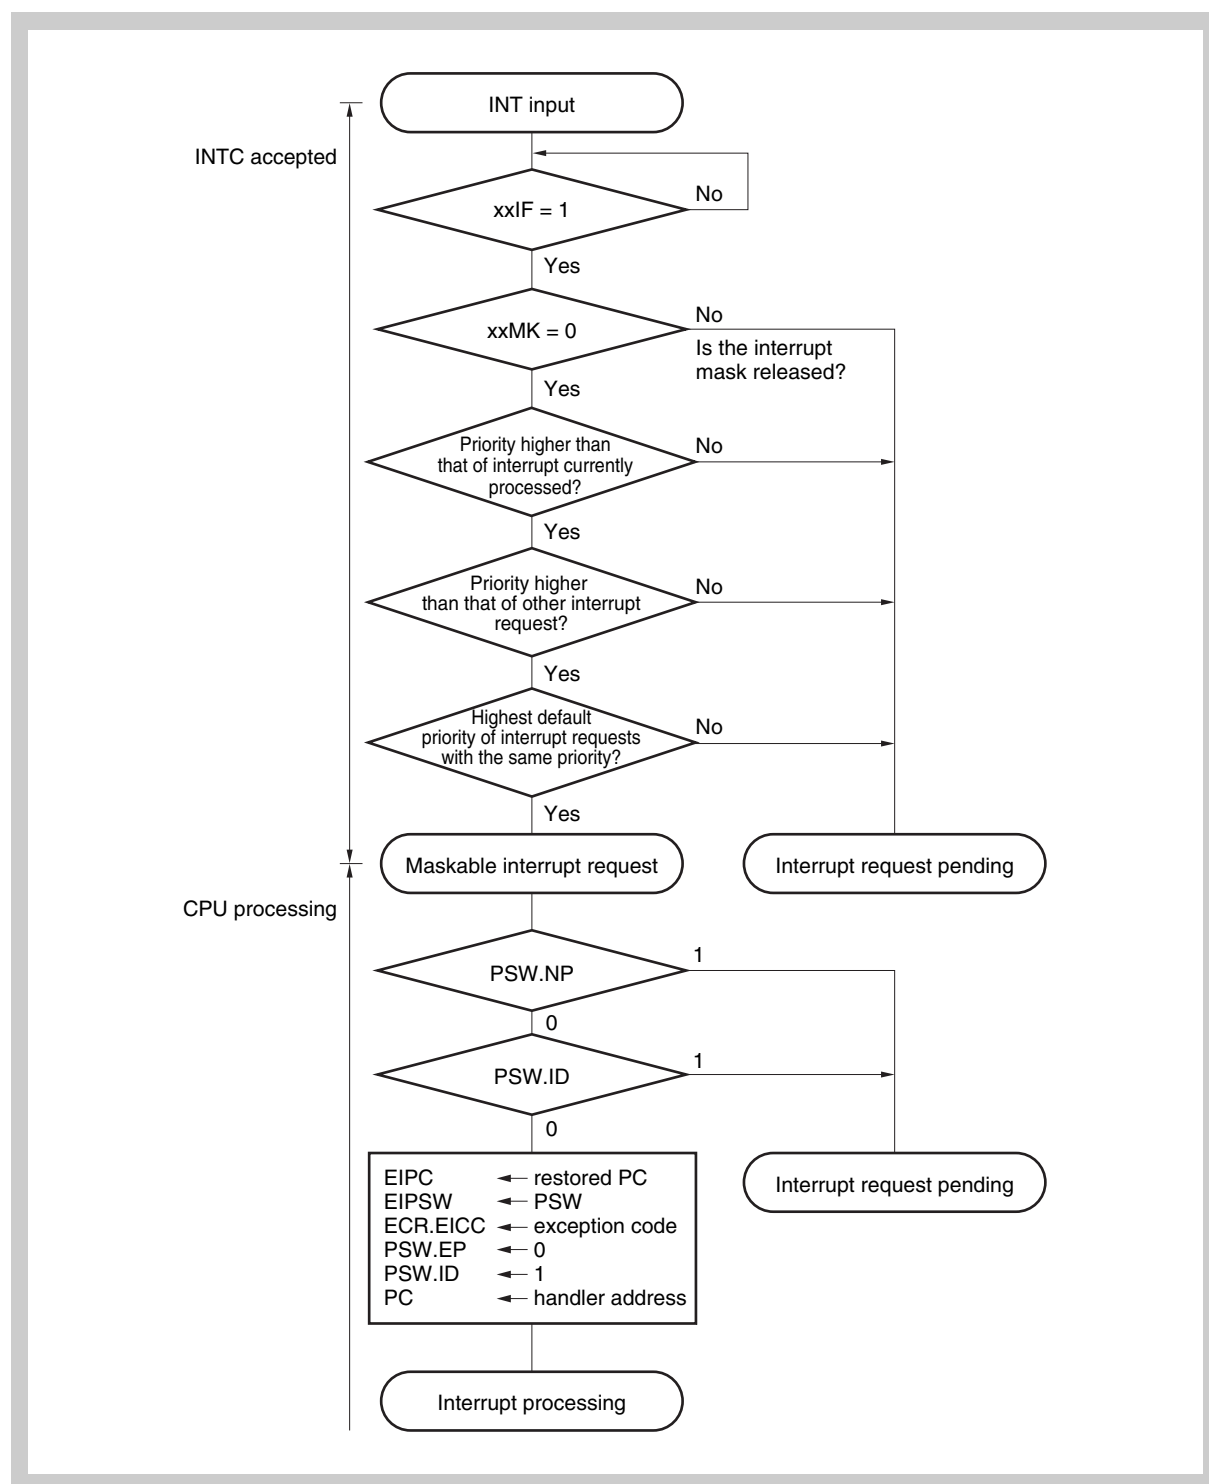 INT input
INTC accepted
xxIF = 1
No
Yes
xxMK = 0
No
Is the interrupt
mask released?
Yes
Priority higher than
that of interrupt currently
processed?
No
Yes
Priority higher
than that of other interrupt
request?
No
Yes
Highest default
priority of interrupt requests
with the same priority?
No
Yes
Maskable interrupt request
Interrupt request pending
CPU processing
PSW.NP
1
0
PSW.ID
1
0
EIPC ← restored PC
EIPSW ← PSW
ECR.EICC ← exception code
PSW.EP ← 0
PSW.ID ← 1
PC ← handler address
Interrupt request pending
Interrupt processing